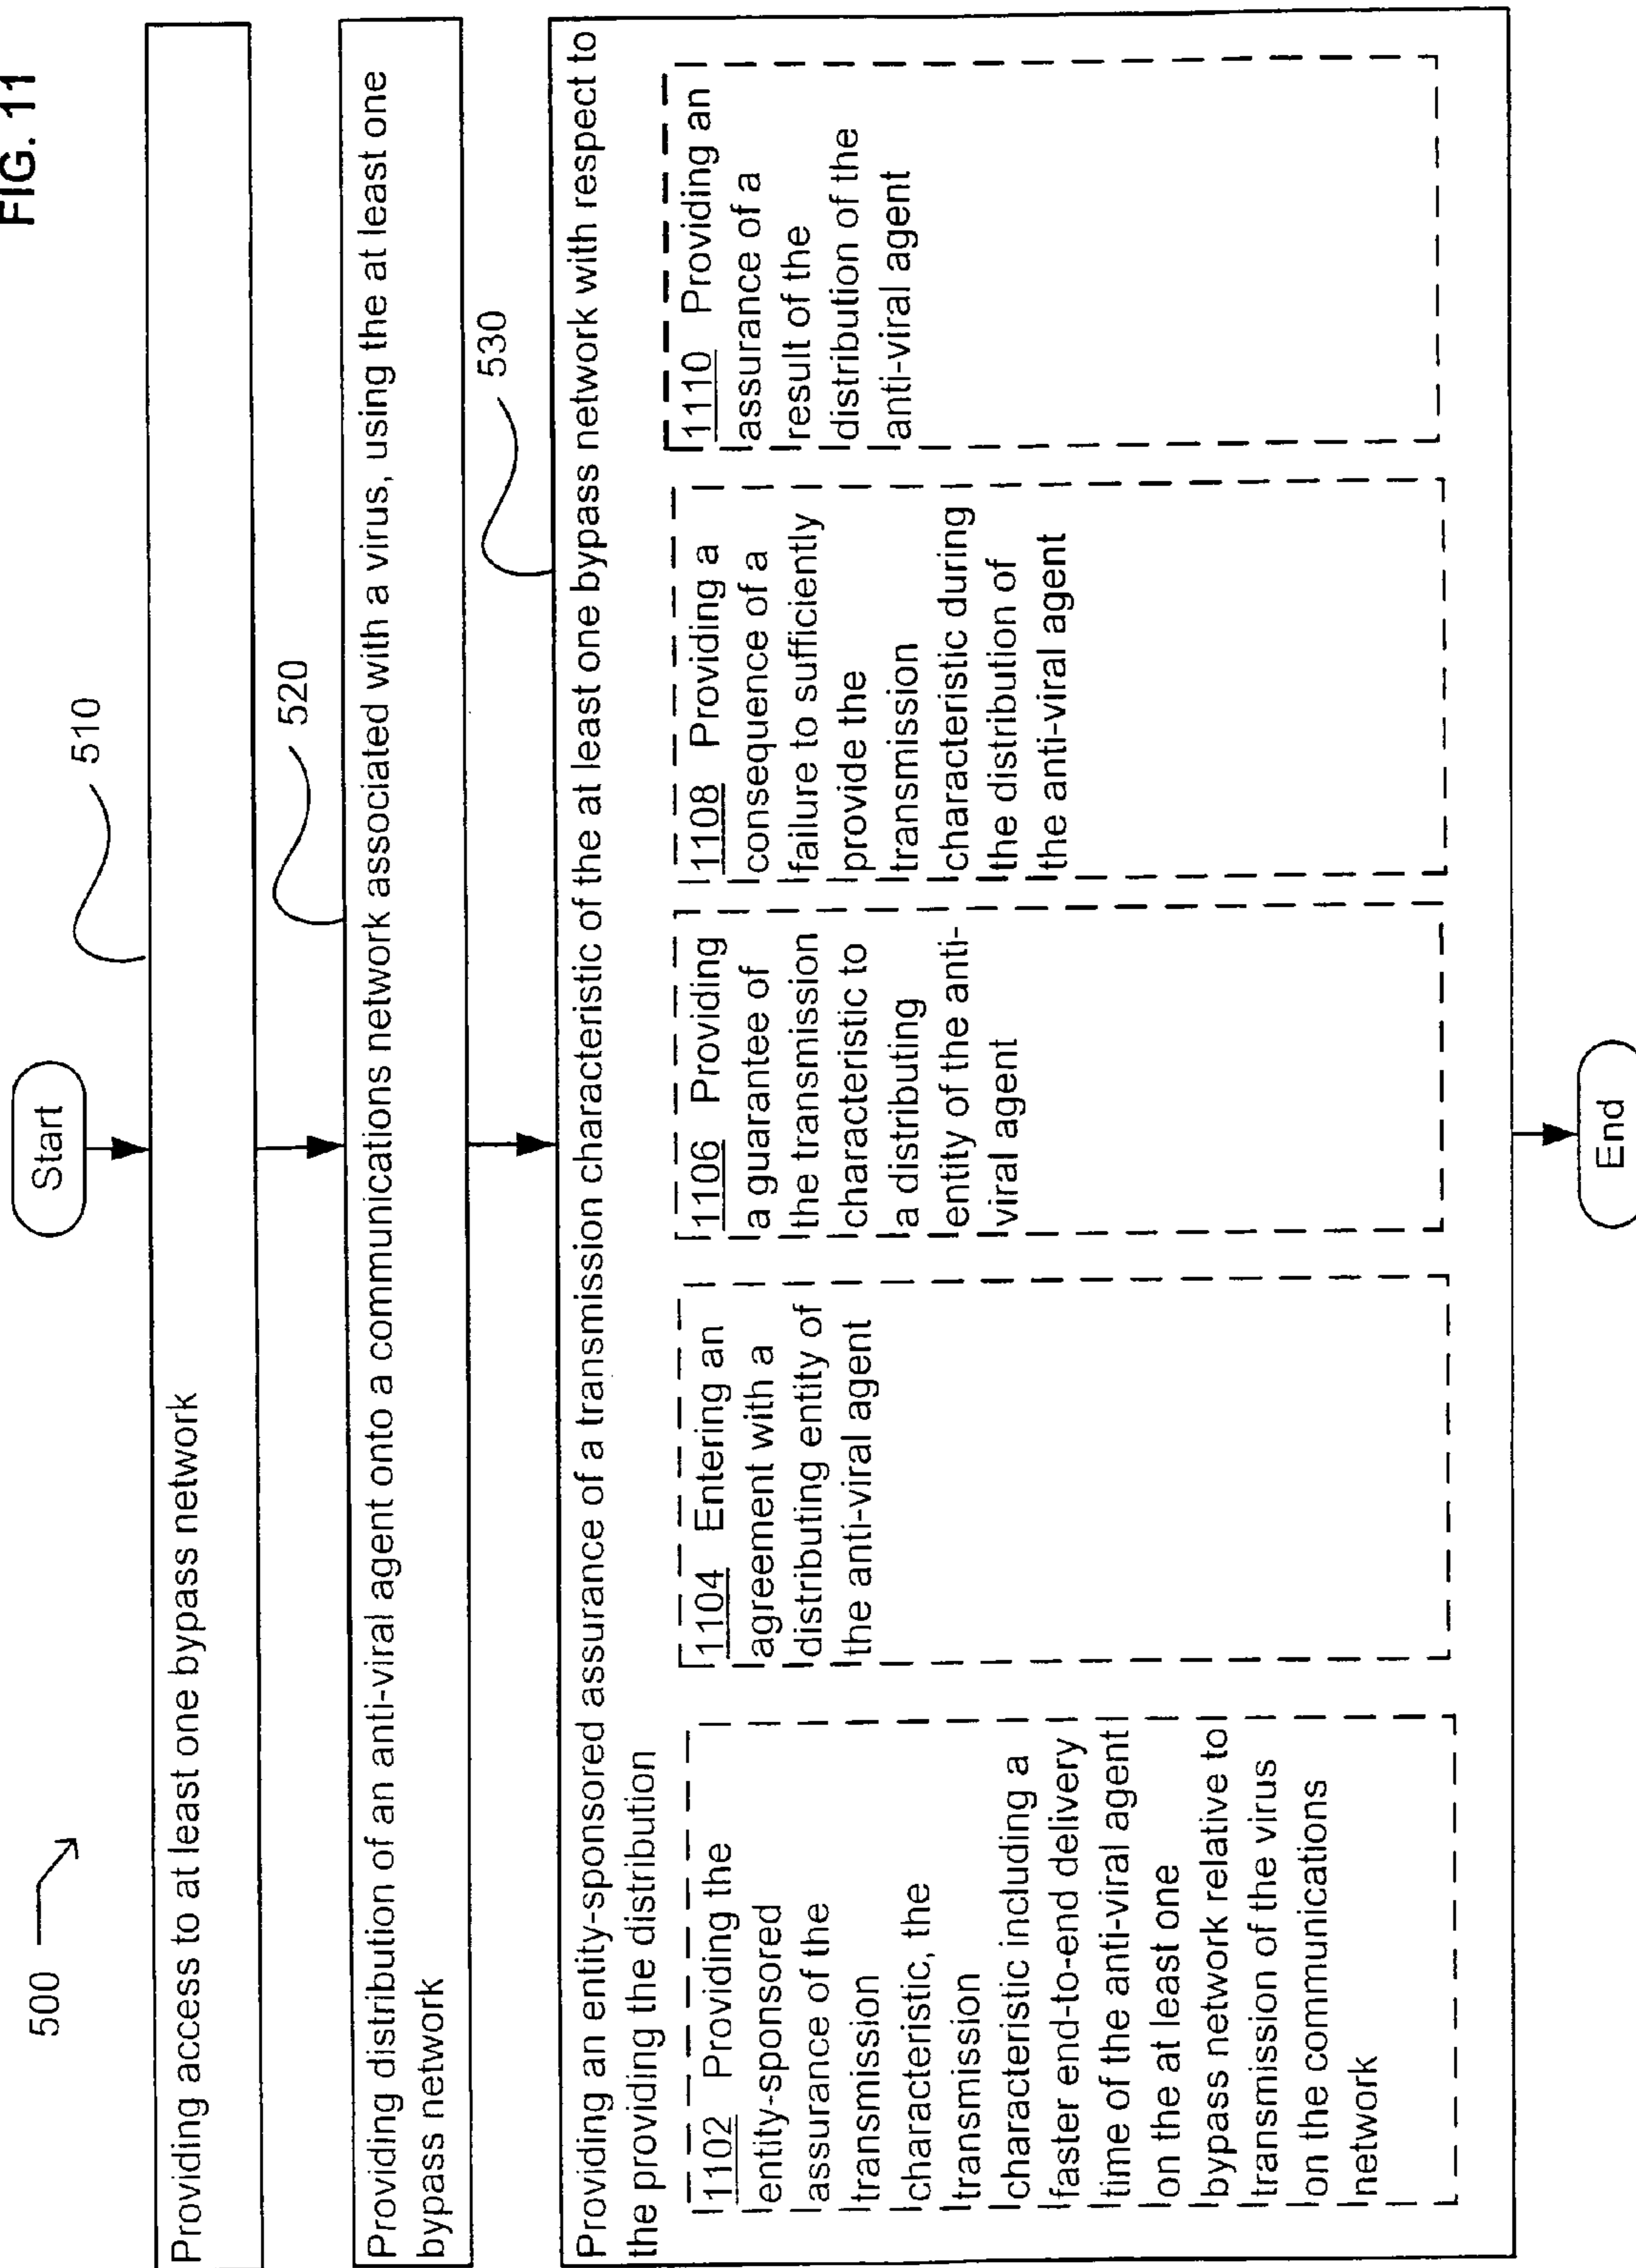 FIG. 11
500
Start
510
Providing access to at least one bypass network
520
Providing distribution of an anti-viral agent onto a communications network associated with a virus, using the at least one
bypass network
530
Providing an entity-sponsored assurance of a transmission characteristic of the at least one bypass network with respect to
the providing the distribution
1102 Providing the
entity-sponsored
assurance of the
transmission
characteristic, the
transmission
characteristic including a
faster end-to-end delivery
time of the anti-viral agent
on the at least one
bypass network relative to
transmission of the virus
on the communications
network
1104 Entering an
agreement with a
distributing entity of
the anti-viral agent
1106 Providing
a guarantee of
the transmission
characteristic to
a distributing
entity of the anti-
viral agent
1108 Providing a
consequence of a
failure to sufficiently
provide the
transmission
characteristic during
the distribution of
the anti-viral agent
1110 Providing an
assurance of a
result of the
distribution of the
anti-viral agent
End